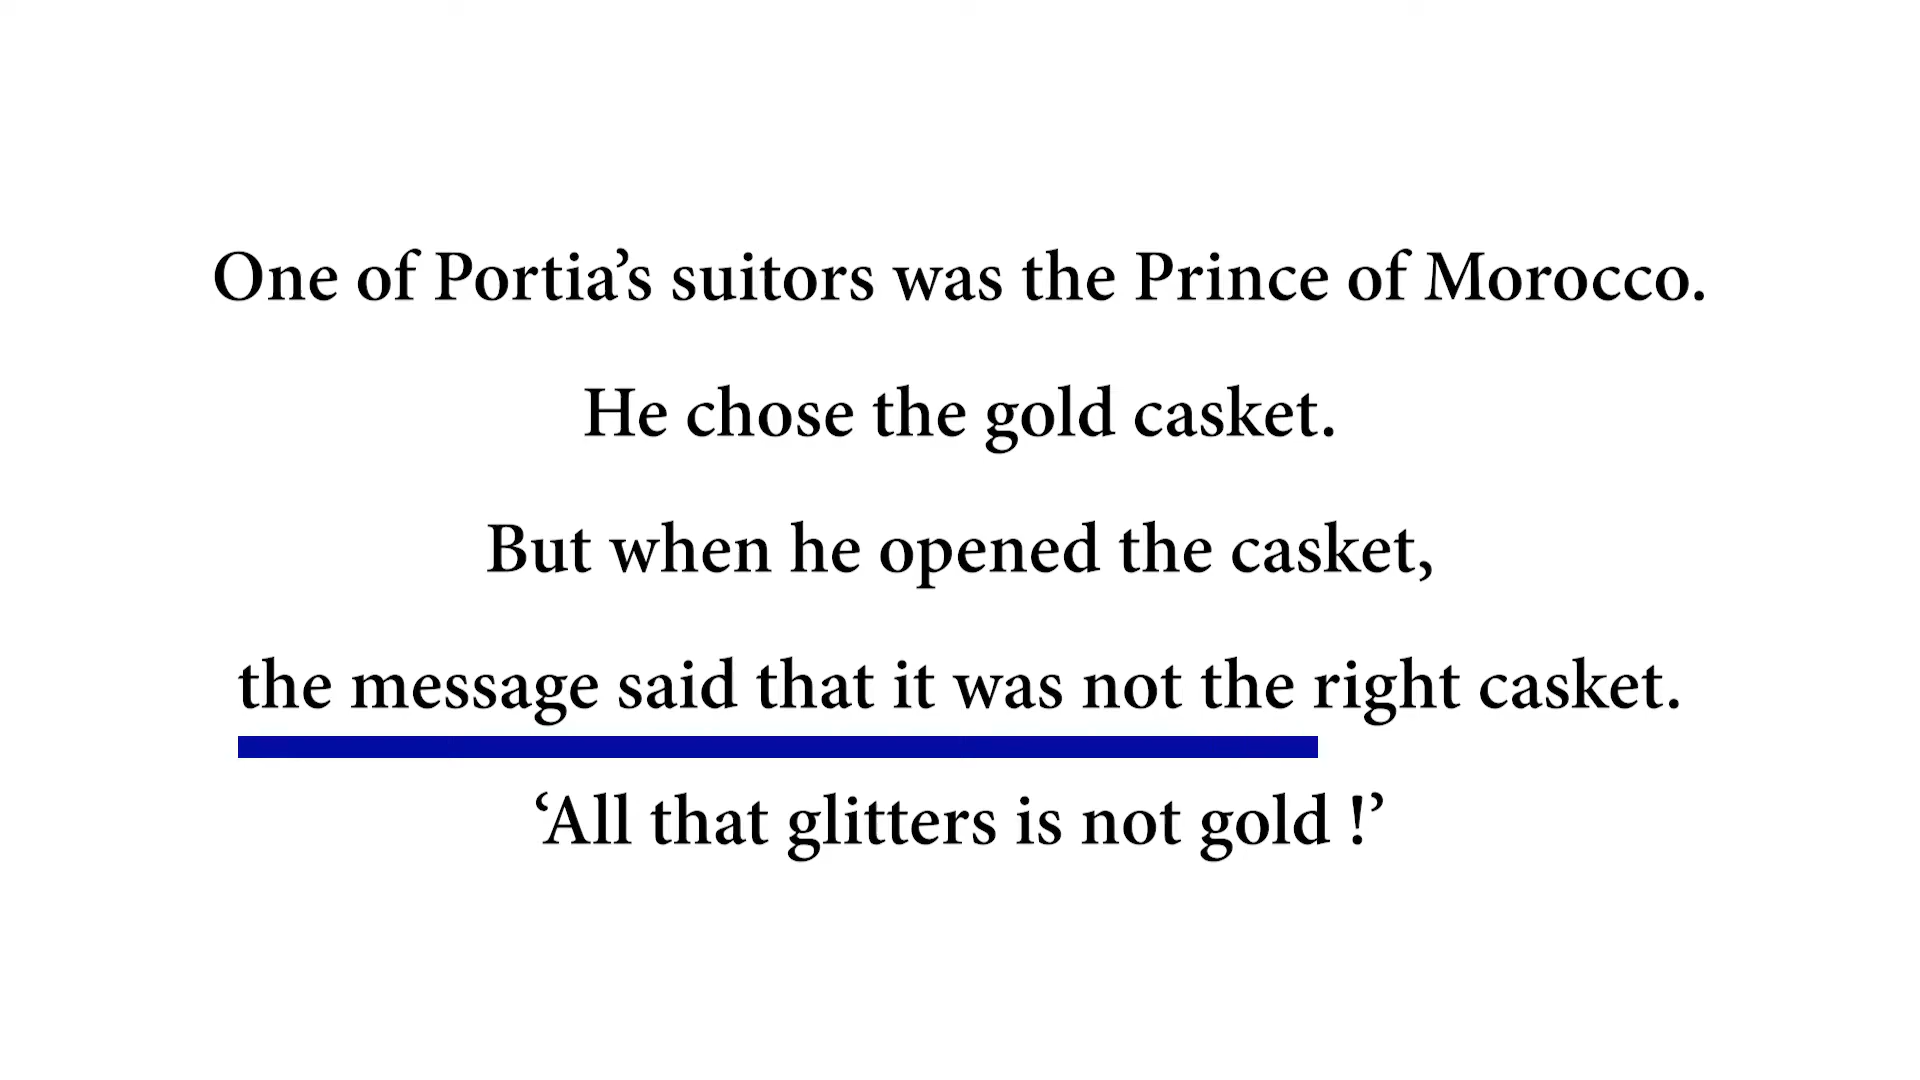 One of Portia’s suitors was the Prince of Morocco.
He chose the gold casket.
But when he opened the casket,
the message said that it was not the right casket.
‘All that glitters is not gold !’